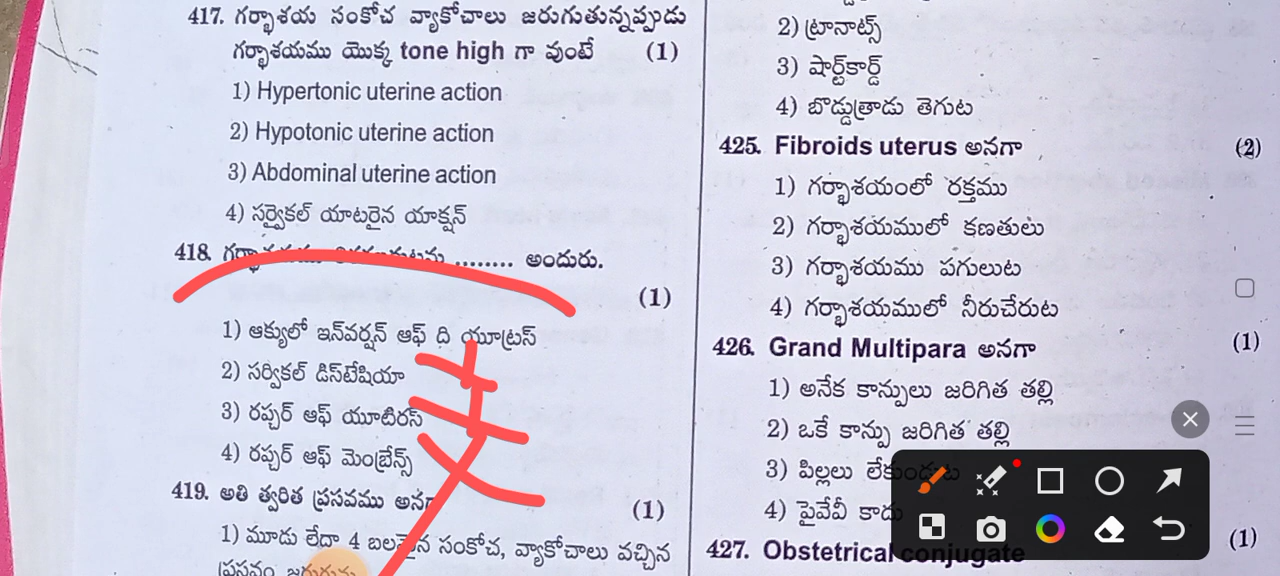 417. గర్భాశయ సంకోచ వ్యాకోచాలు జరుగుతున్నప్పుడు
గర్భాశయము యొక్క tone high గా వుంటే (1)
1) Hypertonic uterine action
2) Hypotonic uterine action
3) Abdominal uterine action
4) సర్వైకల్ యాటరైన యాక్షన్
418. ........ అందురు.
(1)
1) ఆక్యులో ఇన్‌వర్షన్ ఆఫ్ ది యూట్రస్
2) సర్వికల్ డిస్‌టేషియా
3) రప్చర్ ఆఫ్ యూటిరస్
4) రప్చర్ ఆఫ్ మెంబ్రేన్స్
419. అతి త్వరిత ప్రసవము (1)
1) మూడు లేదా 4 సంకోచ, వ్యాకోచాలు వచ్చిన
ప్రసవం
2) ట్రానాట్స్
3) షార్ట్‌కార్డ్
4) బొడ్డుత్రాడు తెగుట
425. Fibroids uterus అనగా (2)
1) గర్భాశయంలో రక్తము
2) గర్భాశయములో కణతులు
3) గర్భాశయము పగులుట
4) గర్భాశయములో నీరుచేరుట
426. Grand Multipara అనగా (1)
1) అనేక కాన్పులు జరిగిత తల్లి
2) ఒకే కాన్పు జరిగిత తల్లి
3) పిల్లలు లేకుండుట
4) పైవేవీ కాదు
427. Obstetrical conjugate (1)